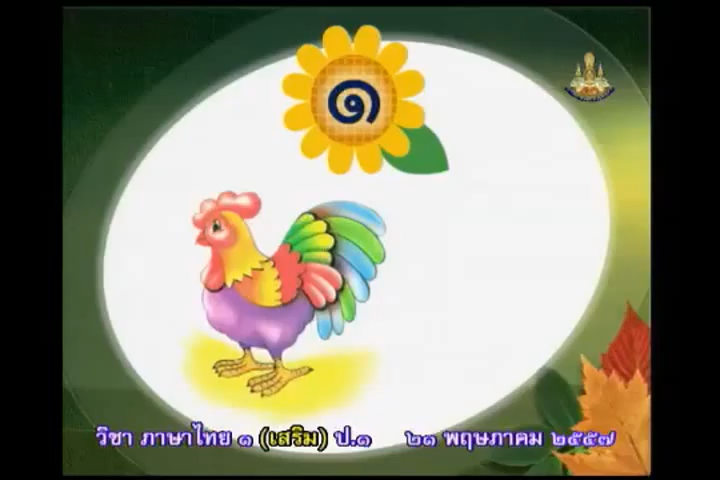 ๑
วิชา ภาษาไทย ๑ (เสริม) ป.๑ ๒๑ พฤษภาคม ๒๕๕๗